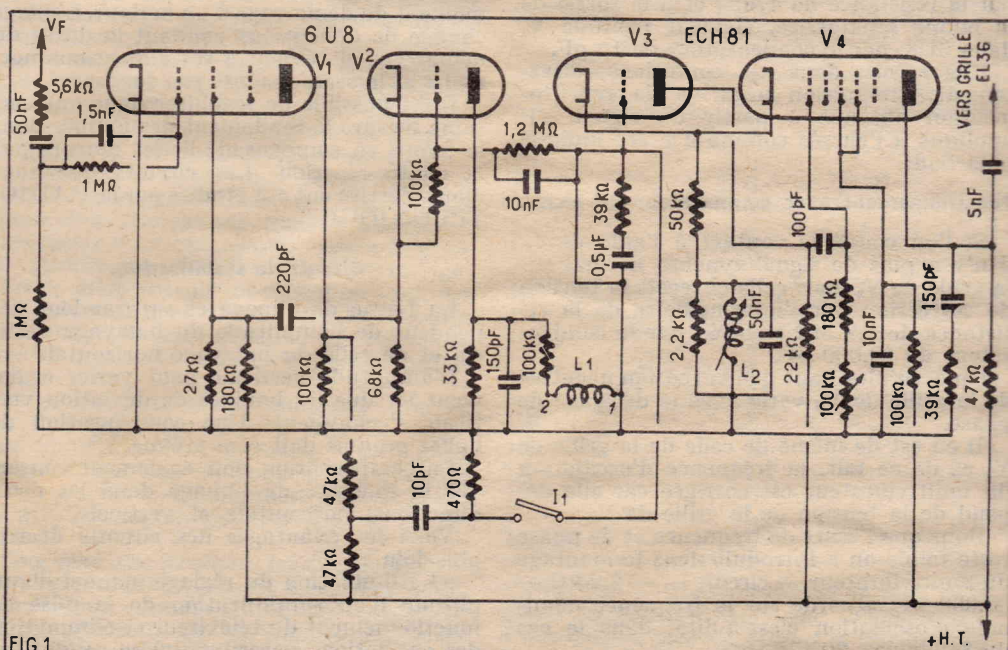 VF
6U8
V1
V2
V3
ECH81
V4
VERS GRILLE
EL36
50nF
5,6kΩ
1,5nF
1MΩ
100kΩ
1,2 MΩ
10nF
39kΩ
0,5µF
50kΩ
100pF
5nF
1MΩ
220pF
27kΩ
180kΩ
100kΩ
68kΩ
33kΩ
150pF
100kΩ
L1
2
1
2,2kΩ
L2
50nF
22kΩ
180kΩ
100kΩ
10nF
100kΩ
150pF
39kΩ
47kΩ
47kΩ
10pF
470Ω
I1
47kΩ
FIG.1
+H.T.